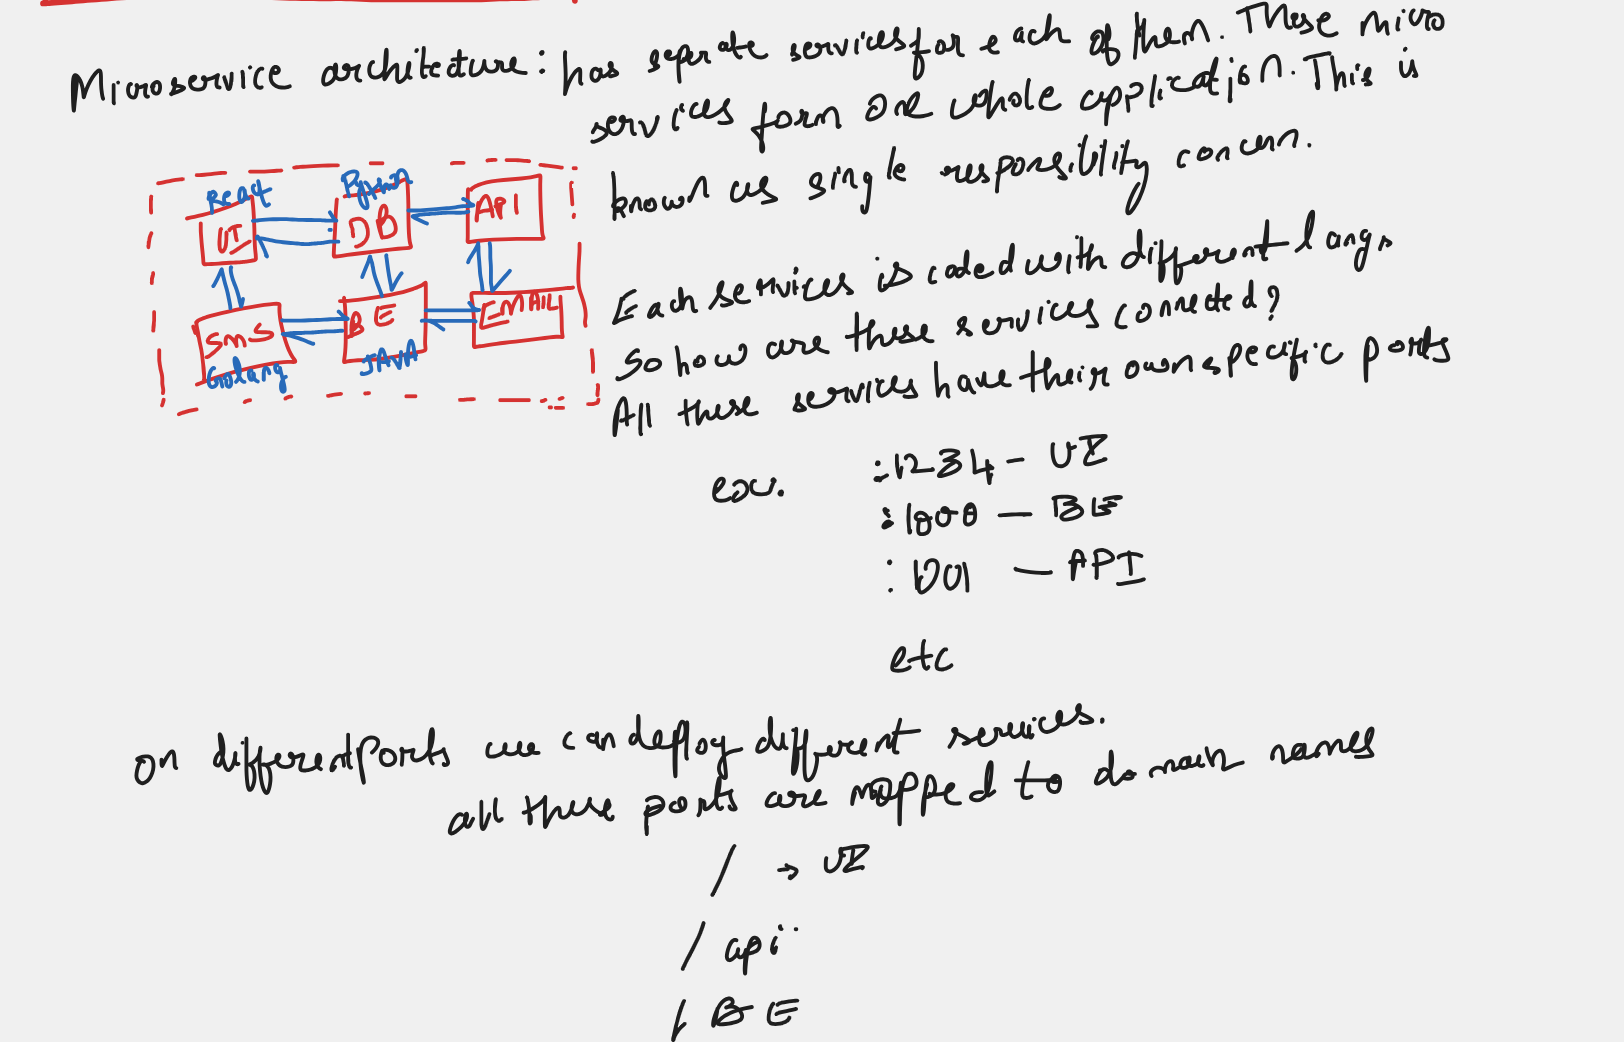 Microservice architecture: has seperate services for each of them. These micro
services form one whole application. This is
known as single responsibility concern.
React
Python
UI
DB
API
SMS
BE
EMAIL
Golang
JAVA
Each services is coded with different lang.
So how are these services connected?
All these services have their own specific ports
ex.
:1234 - UI
:1000 — BE
:1001 — API
etc
on different ports we can deploy different services.
all these ports are mapped to domain names
/ → UI
/api
/BE